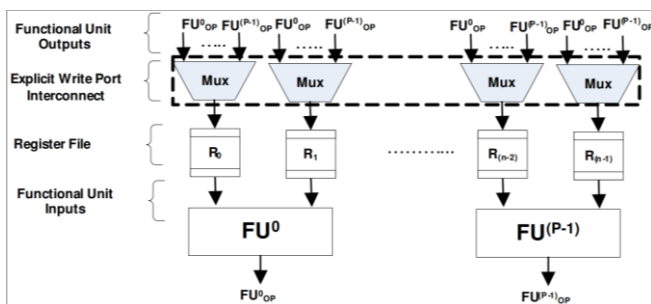 Functional Unit Outputs
FU⁰OP ..... FU⁽ᴾ⁻¹⁾OP FU⁰OP ..... FU⁽ᴾ⁻¹⁾OP FU⁰OP ..... FU⁽ᴾ⁻¹⁾OP FU⁰OP ..... FU⁽ᴾ⁻¹⁾OP
Explicit Write Port Interconnect
Mux Mux Mux Mux
Register File
R₀ R₁ ............ R(n-2) R(n-1)
Functional Unit Inputs
FU⁰ FU⁽ᴾ⁻¹⁾
FU⁰OP FU⁽ᴾ⁻¹⁾OP